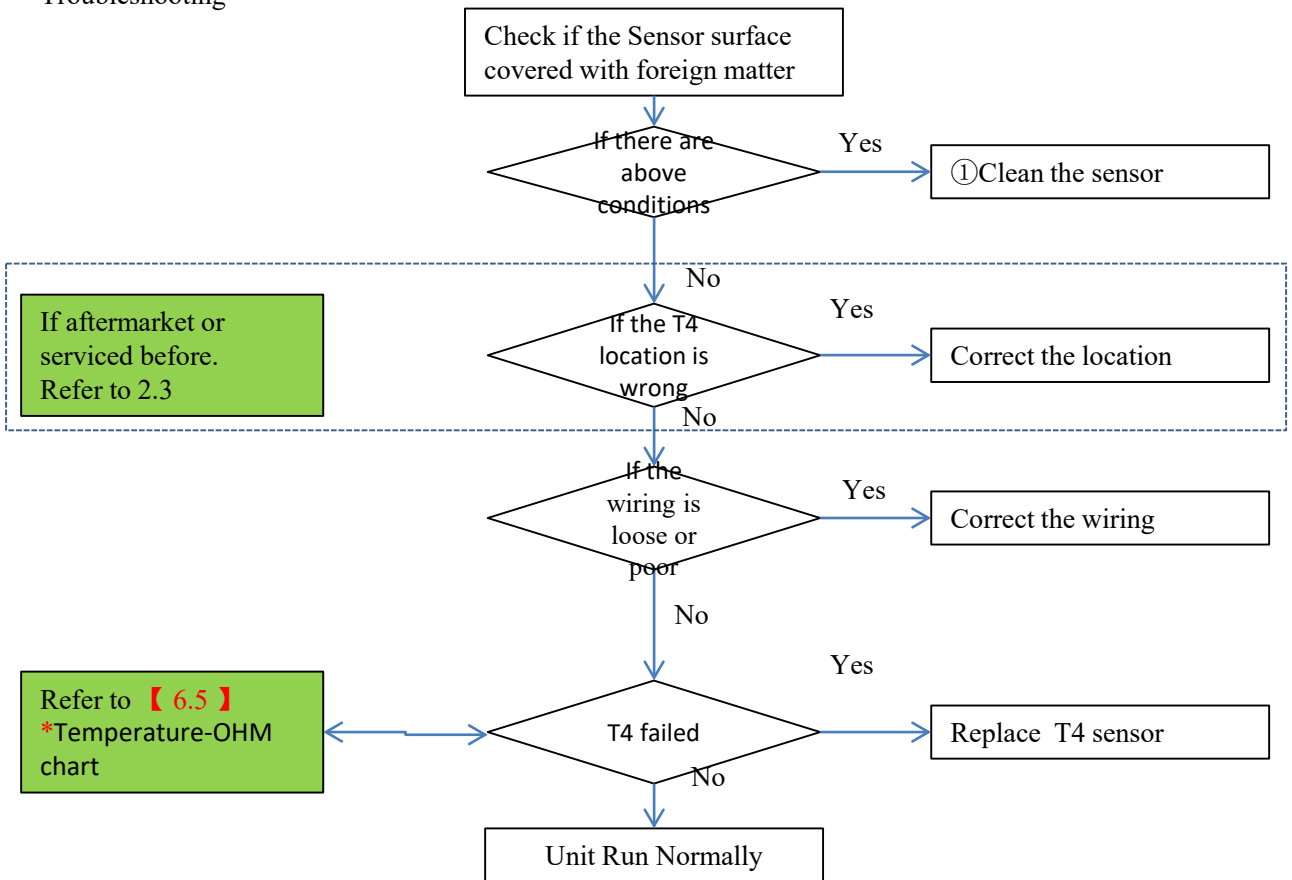 Troubleshooting
Check if the Sensor surface
covered with foreign matter
If there are
above
conditions
Yes
①Clean the sensor
No
If aftermarket or
serviced before.
Refer to 2.3
If the T4
location is
wrong
Yes
Correct the location
No
If the
wiring is
loose or
poor
Yes
Correct the wiring
No
Refer to 【 6.5 】
*Temperature-OHM
chart
T4 failed
Yes
Replace T4 sensor
No
Unit Run Normally